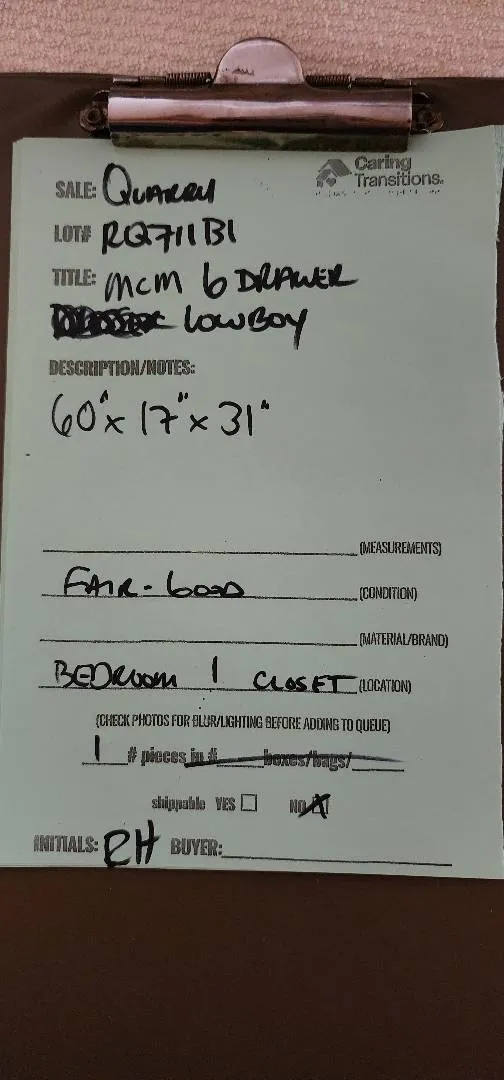 Caring
Transitions.
SALE: QUARRY
LOT# RQ711B1
TITLE: MCM 6 DRAWER
LOWBOY
DESCRIPTION/NOTES:
60" x 17" x 31"
(MEASUREMENTS)
FAIR - GOOD (CONDITION)
(MATERIAL/BRAND)
BEDROOM 1 CLOSET (LOCATION)
(CHECK PHOTOS FOR BLUR/LIGHTING BEFORE ADDING TO QUEUE)
1 # pieces in # boxes/bags/
shippable YES ☐ NO ☒
INITIALS: RH BUYER: